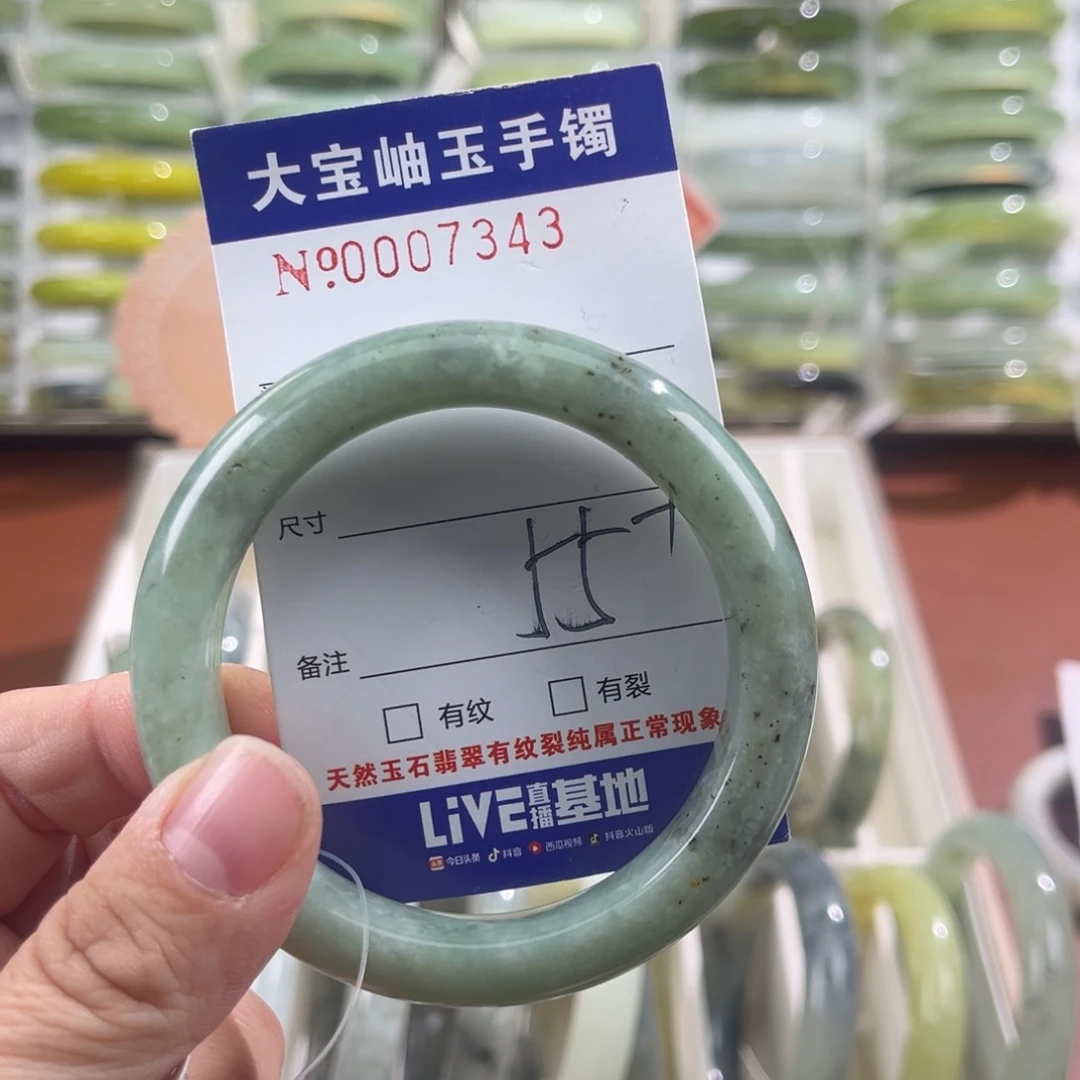 大宝岫玉手镯
No.0007343
尺寸
备注
有纹 有裂
天然玉石翡翠有纹裂纯属正常现象
LiVE直播基地
今日头条 抖音 西瓜视频 抖音火山版